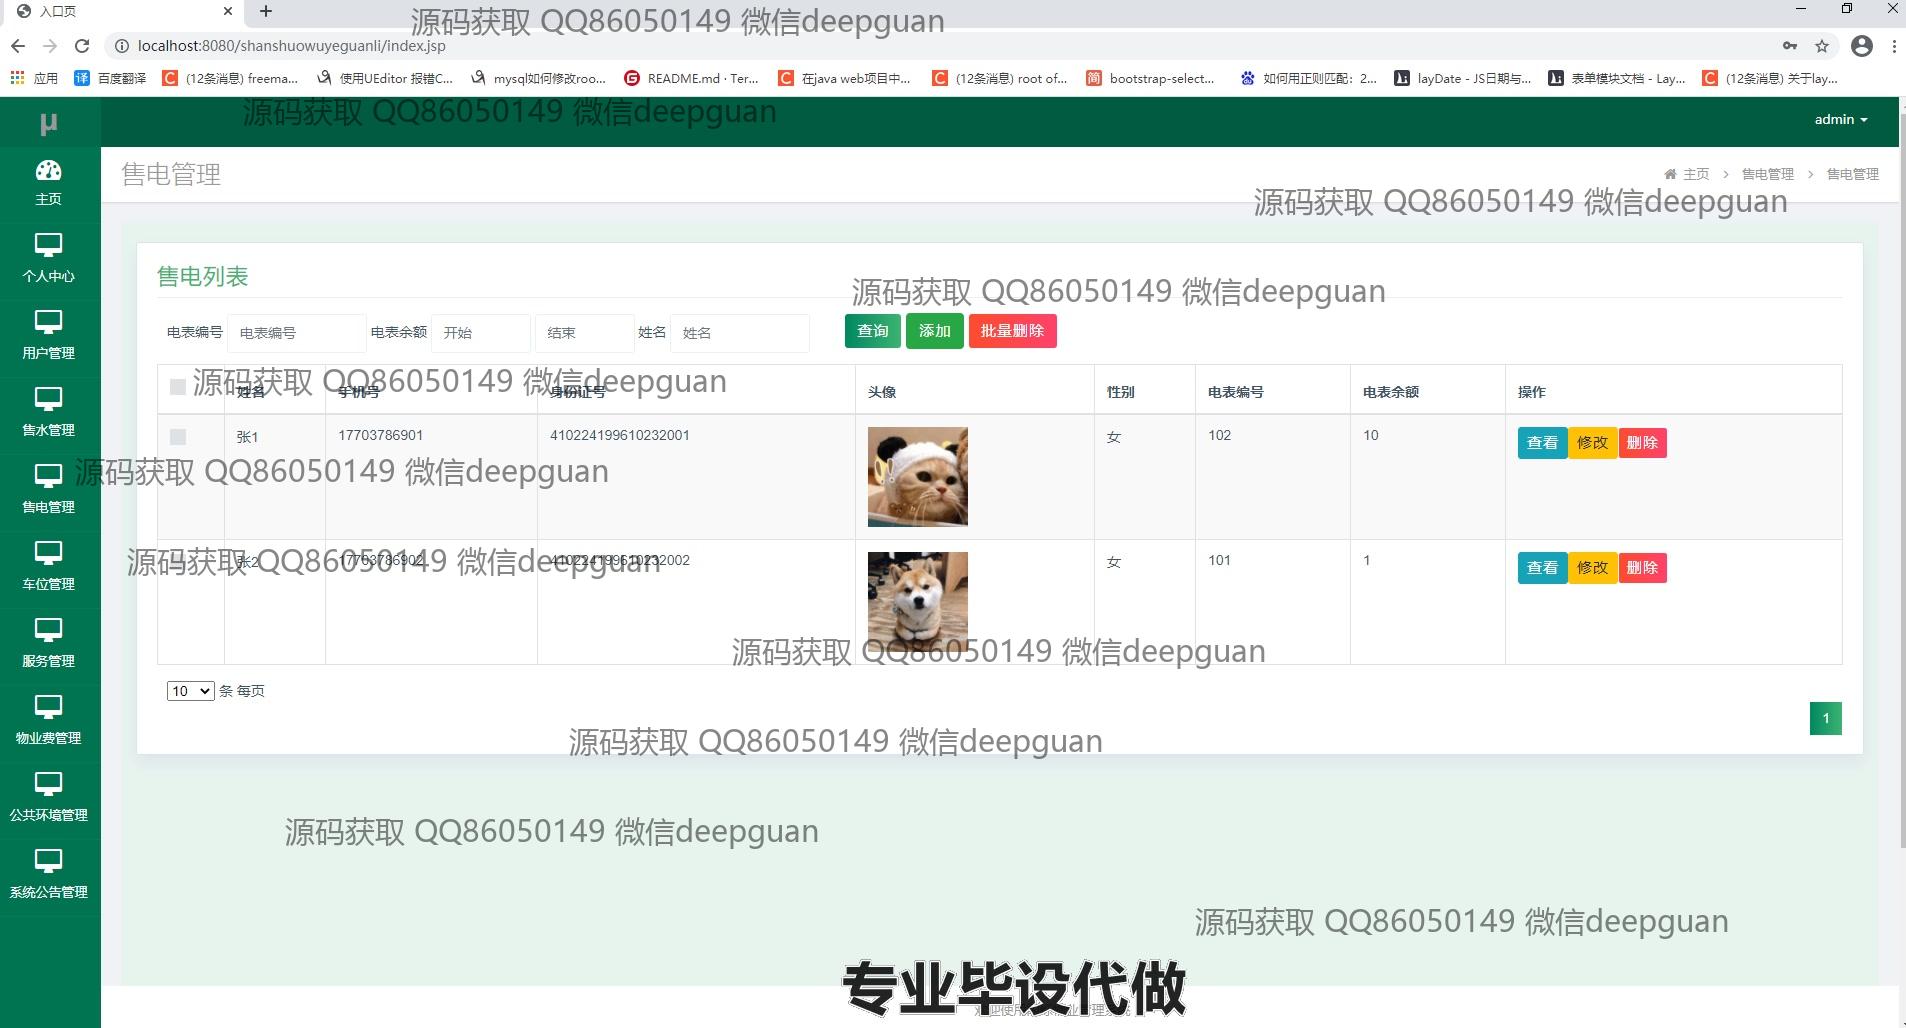 入口页
源码获取 QQ86050149 微信deepguan
localhost:8080/shanshuowuyeguanli/index.jsp
应用 百度翻译 (12条消息) freema... 使用UEditor 报错C... mysql如何修改roo... README.md · Ter... 在java web项目中... (12条消息) root of... bootstrap-select... 如何用正则匹配：2... layDate - JS日期与... 表单模块文档 - Lay... (12条消息) 关于lay...
源码获取 QQ86050149 微信deepguan
μ admin
主页
售电管理 主页 > 售电管理 > 售电管理
源码获取 QQ86050149 微信deepguan
个人中心
售电列表
源码获取 QQ86050149 微信deepguan
用户管理
电表编号 电表编号 电表余额 开始 结束 姓名 姓名 查询 添加 批量删除
源码获取 QQ86050149 微信deepguan
姓名 手机号 身份证号 头像 性别 电表编号 电表余额 操作
售水管理
张1 17703786901 410224199610232001 女 102 10 查看 修改 删除
源码获取 QQ86050149 微信deepguan
售电管理
源码获取 QQ86050149 微信deepguan
张2 17703786902 410224199610232002 女 101 1 查看 修改 删除
车位管理
服务管理
源码获取 QQ86050149 微信deepguan
10 条 每页
1
物业费管理
源码获取 QQ86050149 微信deepguan
公共环境管理
源码获取 QQ86050149 微信deepguan
系统公告管理
源码获取 QQ86050149 微信deepguan
专业毕设代做